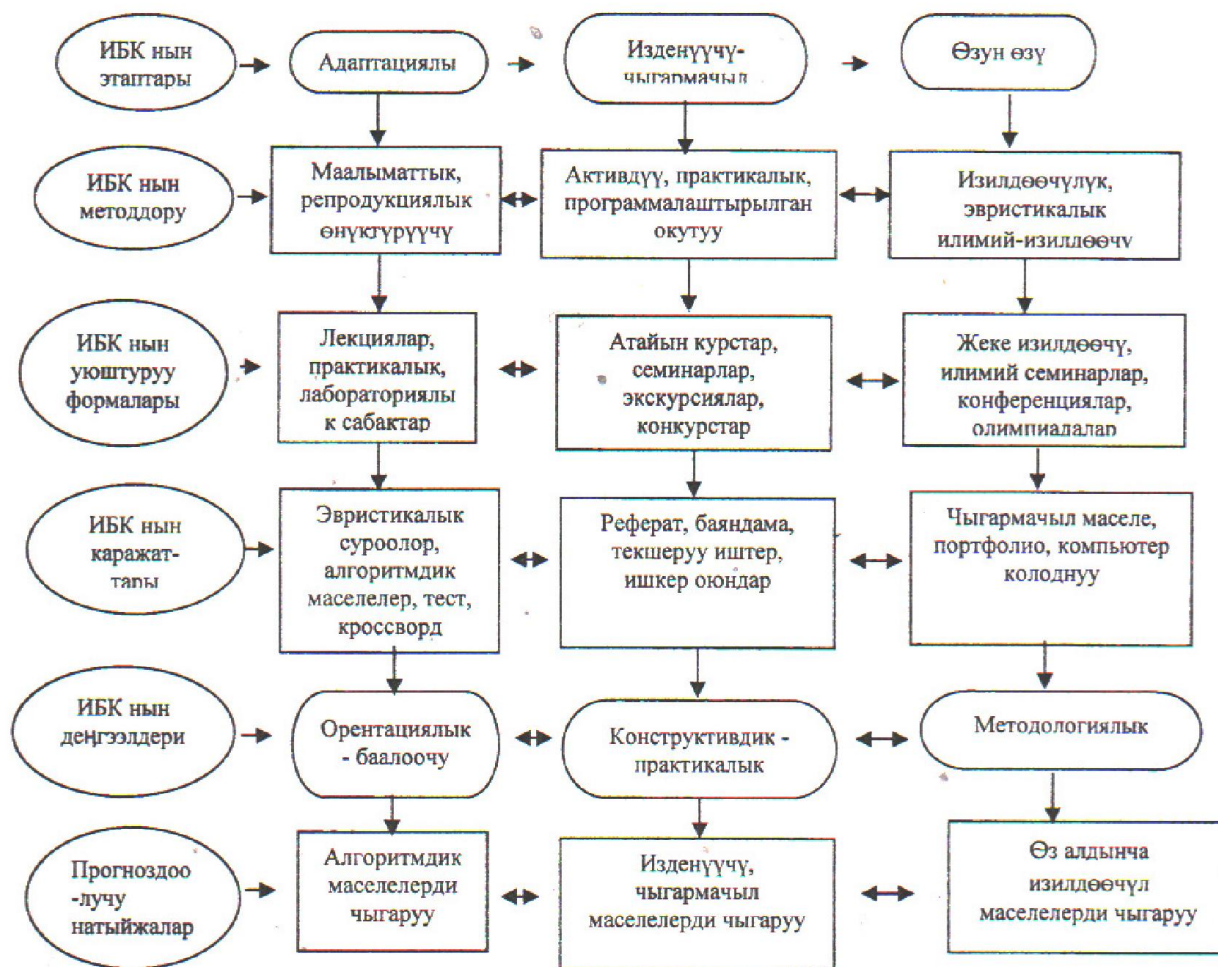 ИБК нын
этаптары
Адаптациялы
Изденүүчү-
чыгармачыл
Өзун өзү
ИБК нын
методдору
Маалыматтык,
репродукциялык
өнүктүрүүчү
Активдүү, практикалык,
программалаштырылган
окутуу
Изилдөөчүлүк,
эвристикалык
илимий-изилдөөчү
ИБК нын
уюштуруу
формалары
Лекциялар,
практикалык,
лабораториялы
к сабактар
Атайын курстар,
семинарлар,
экскурсиялар,
конкурстар
Жеке изилдөөчү,
илимий семинарлар,
конференциялар,
олимпиадалар
ИБК нын
каражат-
тары
Эвристикалык
суроолор,
алгоритмдик
маселелер, тест,
кроссворд
Реферат, баяндама,
текшеруу иштер,
ишкер оюндар
Чыгармачыл маселе,
портфолио, компьютер
колоднуу
ИБК нын
деңгээлдери
Орентациялык
- баалоочу
Конструктивдик -
практикалык
Методологиялык
Прогноздоо
-лучу
натыйжалар
Алгоритмдик
маселелерди
чыгаруу
Изденүүчү,
чыгармачыл
маселелерди чыгаруу
Өз алдынча
изилдөөчүл
маселелерди чыгаруу